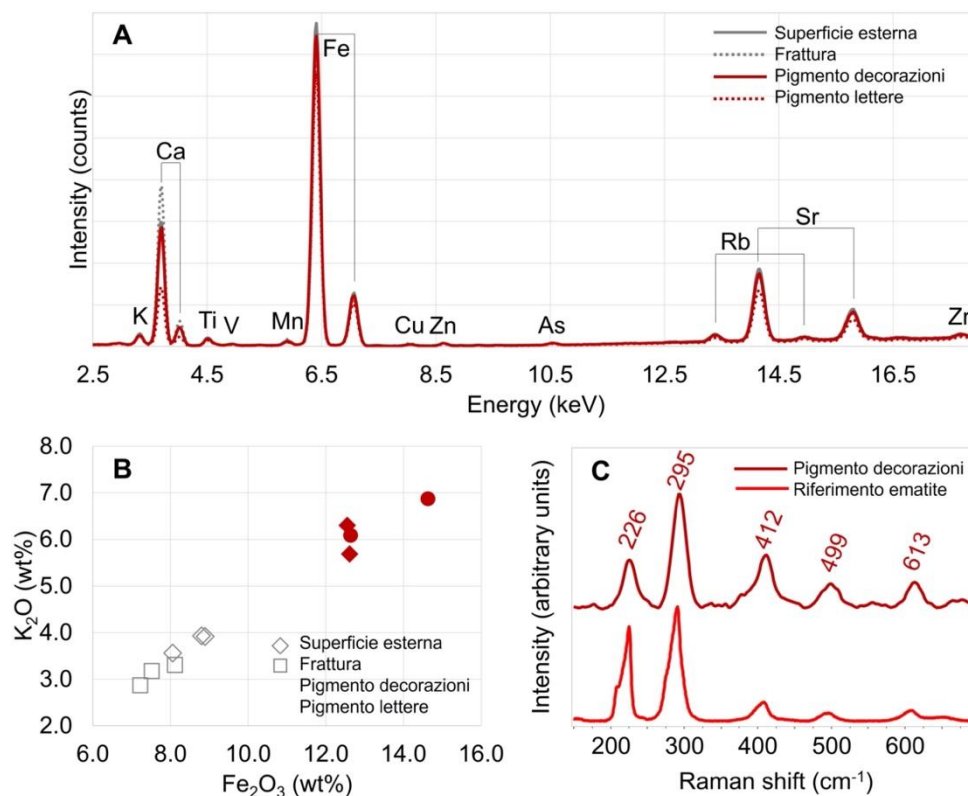 A
Superficie esterna
Frattura
Pigmento decorazioni
Pigmento lettere
Intensity (counts)
K
Ca
Ti
V
Mn
Fe
Cu
Zn
As
Rb
Sr
Zr
2.5 4.5 6.5 8.5 10.5 12.5 14.5 16.5
Energy (keV)
B
K₂O (wt%)
8.0
7.0
6.0
5.0
4.0
3.0
2.0
Superficie esterna
Frattura
Pigmento decorazioni
Pigmento lettere
6.0 8.0 10.0 12.0 14.0 16.0
Fe₂O₃ (wt%)
C
Pigmento decorazioni
Riferimento ematite
Intensity (arbitrary units)
226
295
412
499
613
200 300 400 500 600
Raman shift (cm⁻¹)